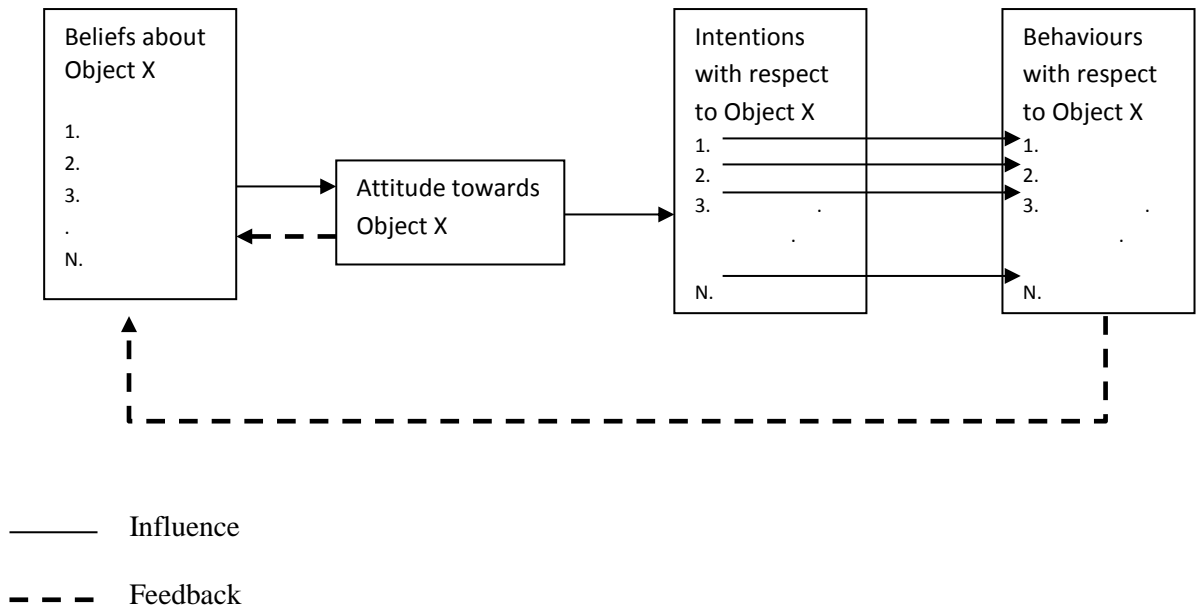 Beliefs about
Object X
1.
2.
3.
.
N.
Attitude towards
Object X
Intentions
with respect
to Object X
1.
2.
3. .
.
N.
Behaviours
with respect
to Object X
1.
2.
3. .
.
N.
Influence
Feedback